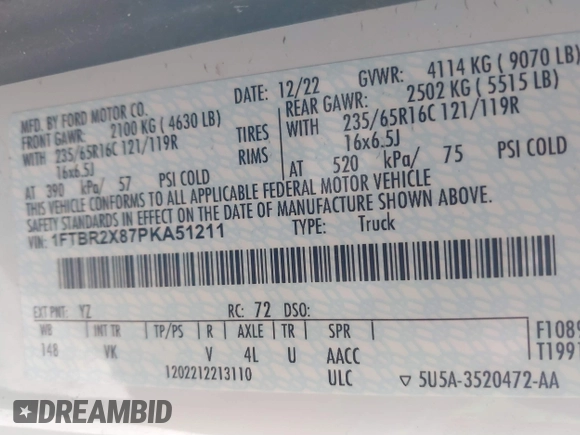 MFD. BY FORD MOTOR CO.
DATE: 12/22
GVWR: 4114 KG ( 9070 LB)
FRONT GAWR: 2100 KG ( 4630 LB)
REAR GAWR: 2502 KG ( 5515 LB)
WITH 235/65R16C 121/119R TIRES
WITH 235/65R16C 121/119R
16x6.5J RIMS
16x6.5J
AT 390 kPa/ 57 PSI COLD
AT 520 kPa/ 75 PSI COLD
THIS VEHICLE CONFORMS TO ALL APPLICABLE FEDERAL MOTOR VEHICLE
SAFETY STANDARDS IN EFFECT ON THE DATE OF MANUFACTURE SHOWN ABOVE.
VIN: 1FTBR2X87PKA51211
TYPE: Truck
EXT PNT: YZ RC: 72 DSO:
WB INT TR TP/PS R AXLE TR SPR
148 VK V 4L U AACC
F1089
T1991
1202212213110 ULC ▽ 5U5A-3520472-AA
DREAMBID